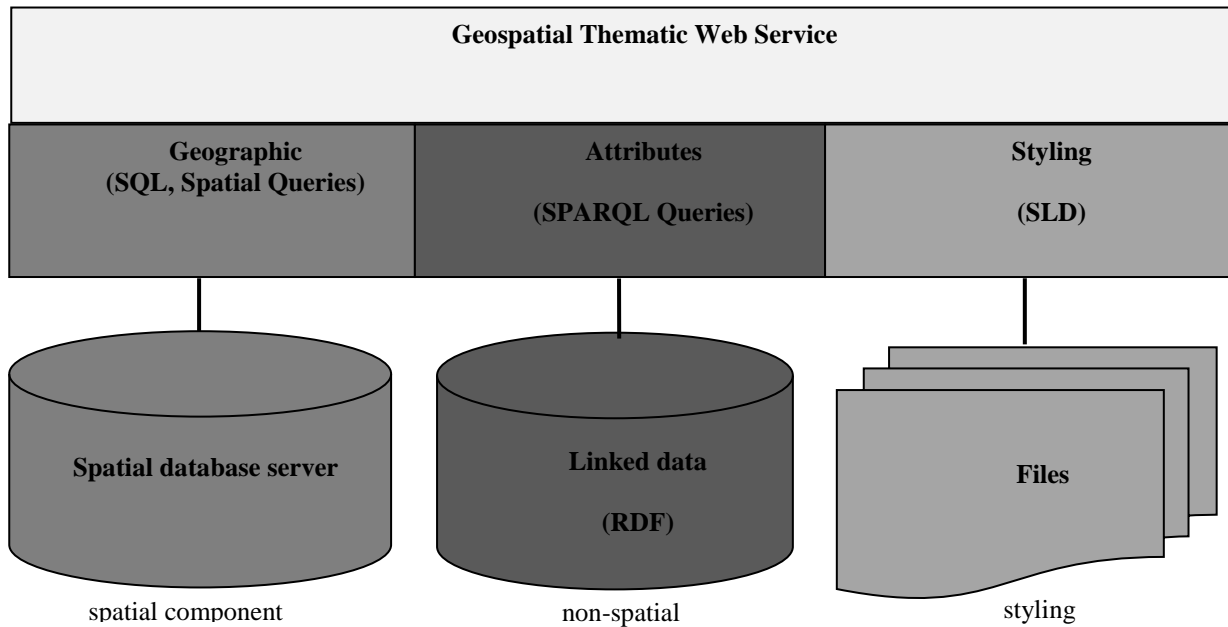 Geospatial Thematic Web Service
Geographic
(SQL, Spatial Queries)
Attributes
(SPARQL Queries)
Styling
(SLD)
Spatial database server
Linked data
(RDF)
Files
spatial component
non-spatial
styling